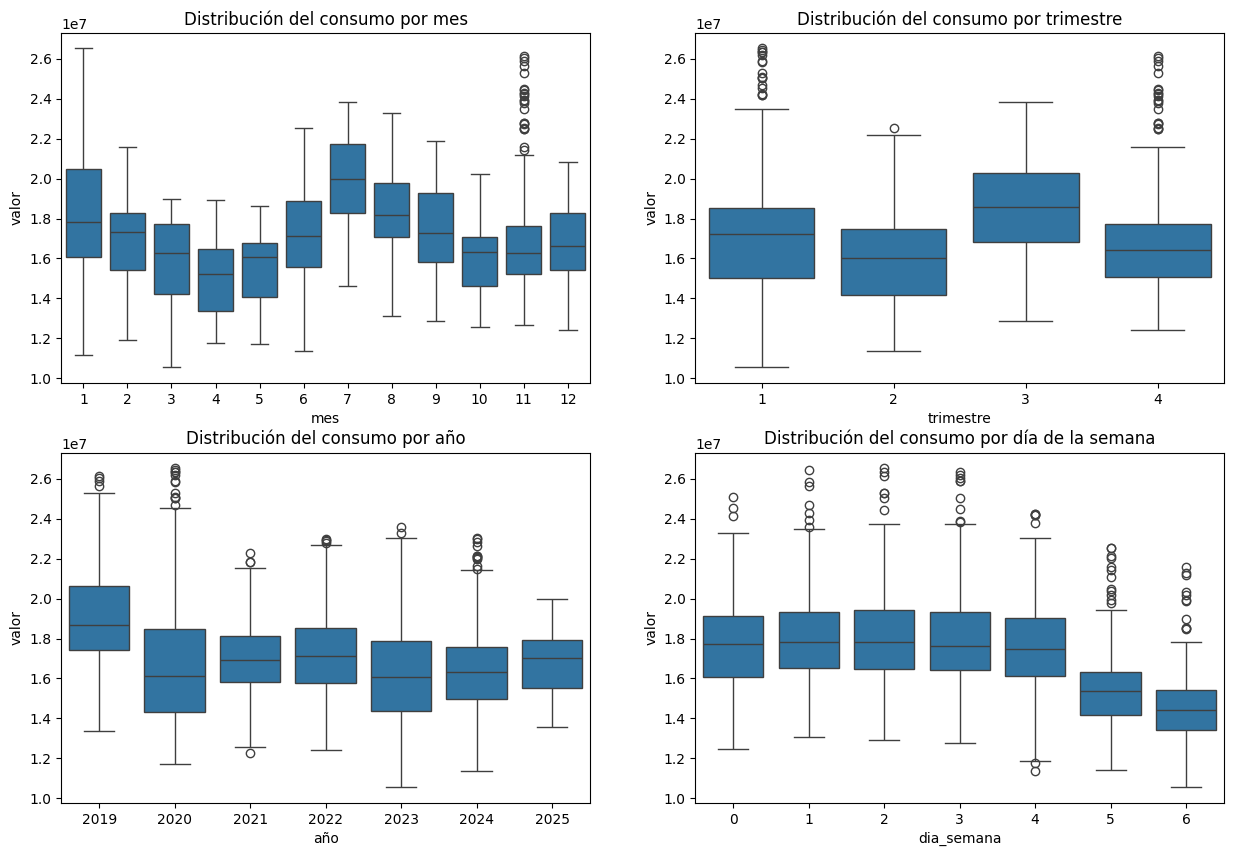 Distribución del consumo por mes
1e7
2.6
2.4
2.2
2.0
1.8
1.6
1.4
1.2
1.0
valor
1 2 3 4 5 6 7 8 9 10 11 12
mes
Distribución del consumo por trimestre
1e7
2.6
2.4
2.2
2.0
1.8
1.6
1.4
1.2
1.0
valor
1 2 3 4
trimestre
Distribución del consumo por año
1e7
2.6
2.4
2.2
2.0
1.8
1.6
1.4
1.2
1.0
valor
2019 2020 2021 2022 2023 2024 2025
año
Distribución del consumo por día de la semana
1e7
2.6
2.4
2.2
2.0
1.8
1.6
1.4
1.2
1.0
valor
0 1 2 3 4 5 6
dia_semana